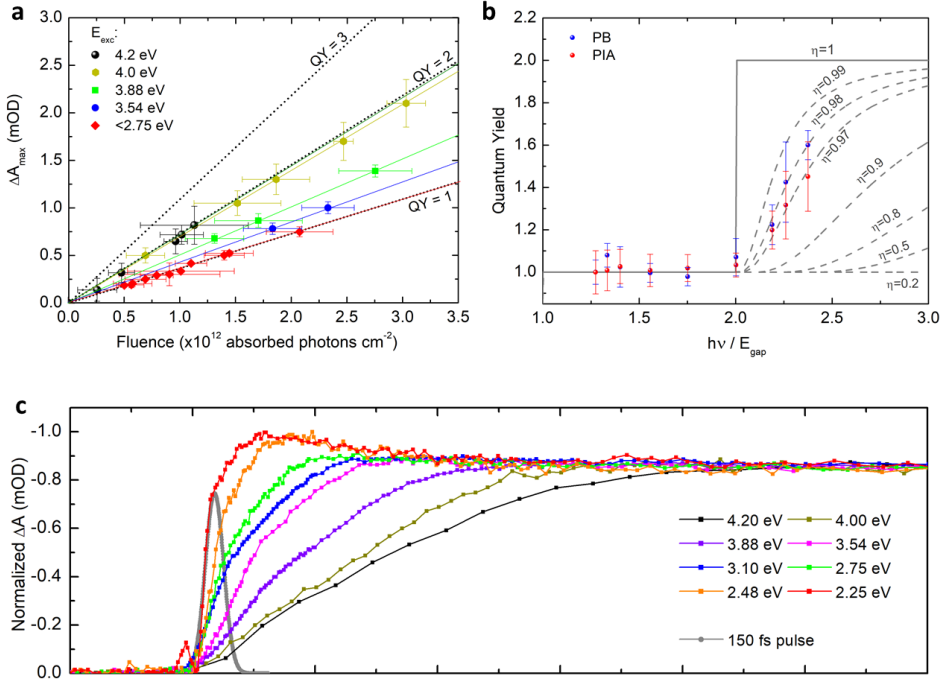 a
ΔA_max (mOD)
3.0
2.5
2.0
1.5
1.0
0.5
0.0
0.0 0.5 1.0 1.5 2.0 2.5 3.0 3.5
Fluence (x10^12 absorbed photons cm^-2)
E_exc:
4.2 eV
4.0 eV
3.88 eV
3.54 eV
<2.75 eV
QY = 3
QY = 2
QY = 1
b
Quantum Yield
2.2
2.0
1.8
1.6
1.4
1.2
1.0
1.0 1.5 2.0 2.5 3.0
hν / E_gap
PB
PIA
η=1
η=0.99
η=0.98
η=0.97
η=0.9
η=0.8
η=0.5
η=0.2
c
Normalized ΔA (mOD)
-1.0
-0.8
-0.6
-0.4
-0.2
0.0
4.20 eV 4.00 eV
3.88 eV 3.54 eV
3.10 eV 2.75 eV
2.48 eV 2.25 eV
150 fs pulse